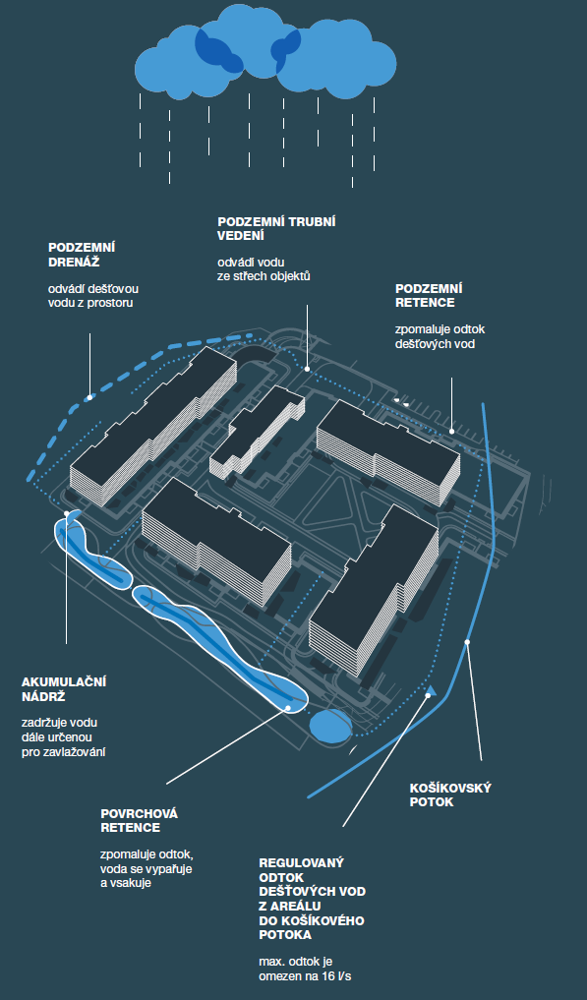 PODZEMNÍ TRUBNÍ
VEDENÍ
odvádí vodu
ze střech objektů
PODZEMNÍ
DRENÁŽ
odvádí dešťovou
vodu z prostoru
PODZEMNÍ
RETENCE
zpomaluje odtok
dešťových vod
AKUMULAČNÍ
NÁDRŽ
zadržuje vodu
dále určenou
pro zavlažování
POVRCHOVÁ
RETENCE
zpomaluje odtok,
voda se vypařuje
a vsakuje
KOŠÍKOVSKÝ
POTOK
REGULOVANÝ
ODTOK
DEŠŤOVÝCH VOD
Z AREÁLU
DO KOŠÍKOVÉHO
POTOKA
max. odtok je
omezen na 16 l/s